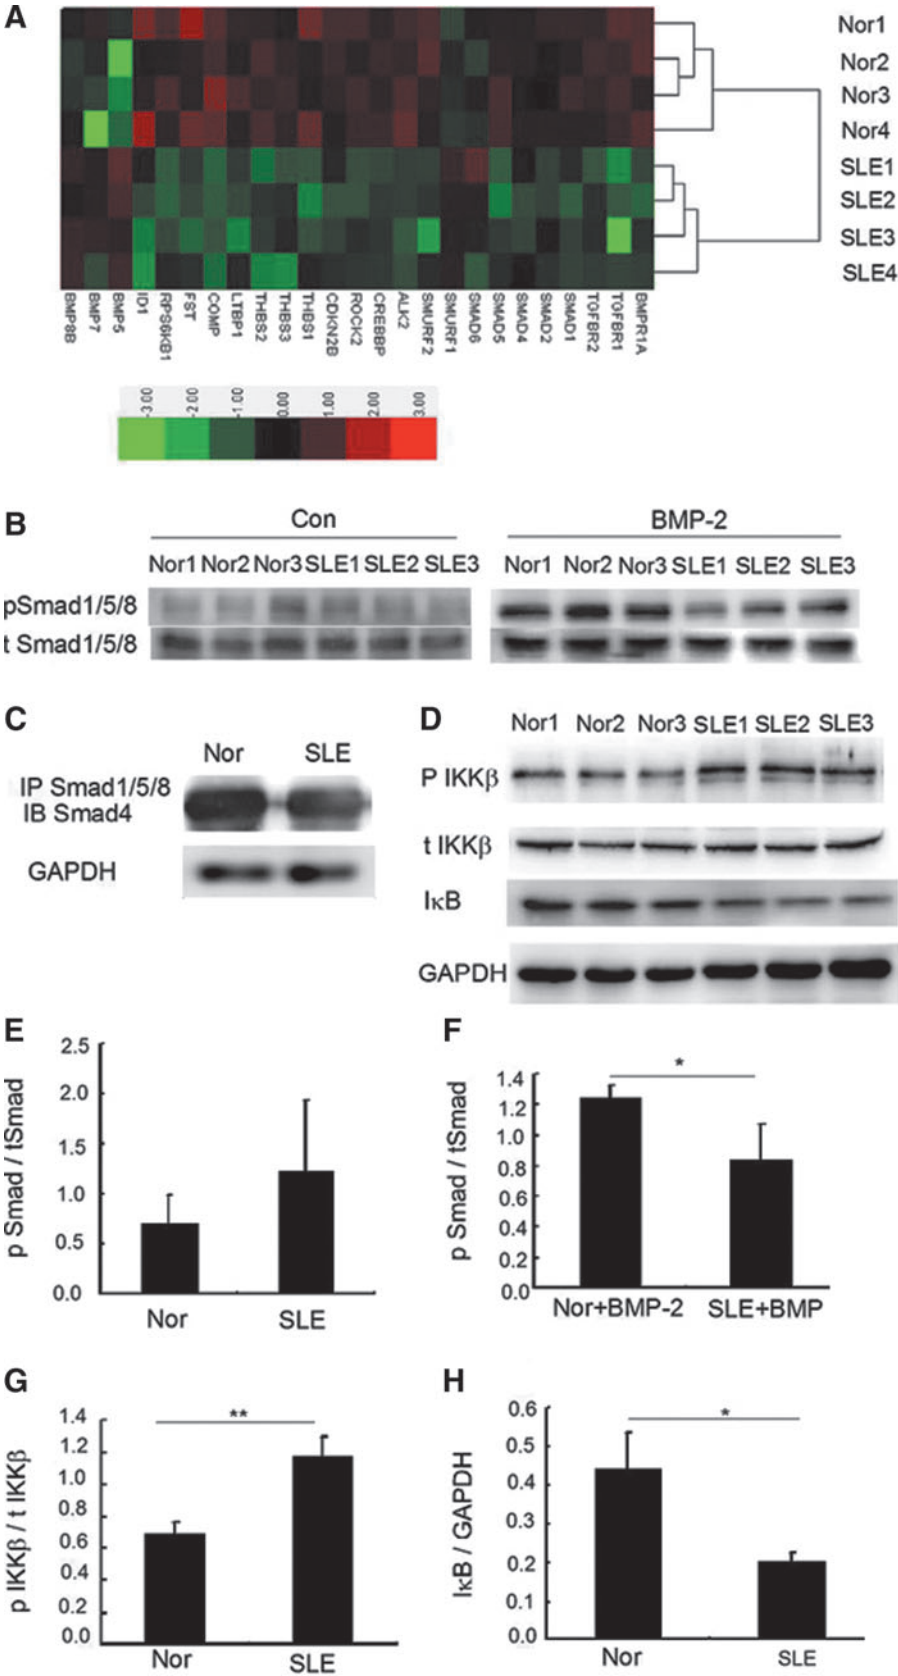 A
Nor1
Nor2
Nor3
Nor4
SLE1
SLE2
SLE3
SLE4
BMP8B BMP7 BMP5 ID1 RPS6KB1 FST COMP LTBP1 THBS2 THBS3 THBS1 CDKN2B ROCK2 CREBBP ALK2 SMURF2 SMURF1 SMAD6 SMAD5 SMAD4 SMAD2 SMAD1 TGFBR2 TGFBR1 BMPR1A
-3.00 -2.00 -1.00 0.00 1.00 2.00 3.00
B
Con
BMP-2
Nor1 Nor2 Nor3 SLE1 SLE2 SLE3
Nor1 Nor2 Nor3 SLE1 SLE2 SLE3
pSmad1/5/8
t Smad1/5/8
C
Nor SLE
IP Smad1/5/8
IB Smad4
GAPDH
D
Nor1 Nor2 Nor3 SLE1 SLE2 SLE3
P IKKβ
t IKKβ
IκB
GAPDH
E
p Smad / tSmad
2.5
2.0
1.5
1.0
0.5
0.0
Nor SLE
F
p Smad / tSmad
1.4
1.2
1.0
0.8
0.6
0.4
0.2
0.0
*
Nor+BMP-2 SLE+BMP
G
p IKKβ / t IKKβ
1.4
1.2
1.0
0.8
0.6
0.4
0.2
0.0
**
Nor SLE
H
IκB / GAPDH
0.6
0.5
0.4
0.3
0.2
0.1
0.0
*
Nor SLE